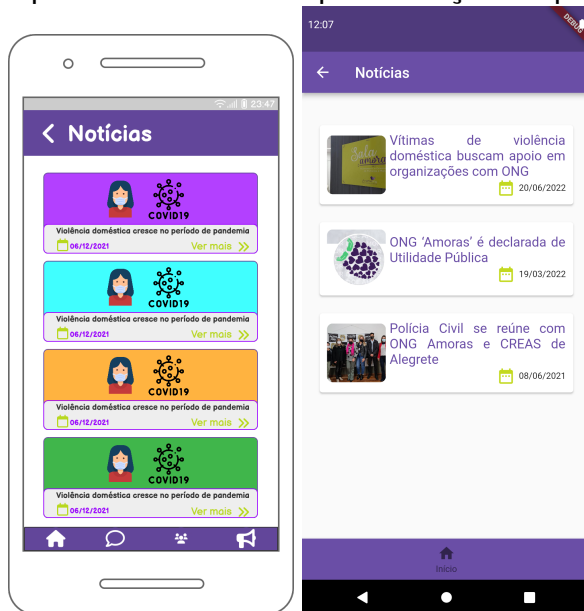 23:47
Notícias
COVID19
Violência doméstica cresce no período de pandemia
06/12/2021 Ver mais
COVID19
Violência doméstica cresce no período de pandemia
06/12/2021 Ver mais
COVID19
Violência doméstica cresce no período de pandemia
06/12/2021 Ver mais
COVID19
Violência doméstica cresce no período de pandemia
06/12/2021 Ver mais
12:07
DEBUG
Notícias
Vítimas de violência
doméstica buscam apoio em
organizações com ONG
20/06/2022
ONG ‘Amoras’ é declarada de
Utilidade Pública
19/03/2022
Polícia Civil se reúne com
ONG Amoras e CREAS de
Alegrete
08/06/2021
Início